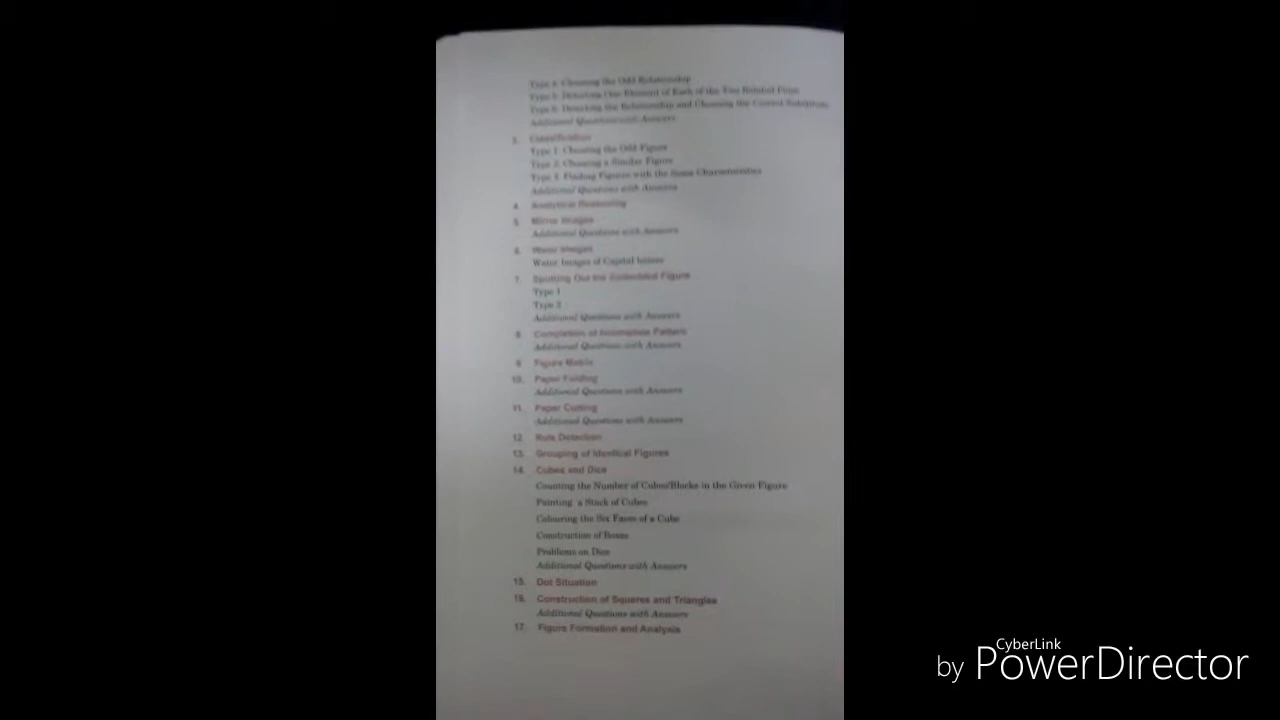 Type 4: Choosing the Odd Relationship
Type 5: Detecting One Element of Each of the Two Related Pairs
Type 6: Detecting the Relationship and Choosing the Correct Substitute
Additional Questions with Answers
3. Classification
Type 1: Choosing the Odd Figure
Type 2: Choosing a Similar Figure
Type 3: Finding Figures with the Same Characteristics
Additional Questions with Answers
4. Analytical Reasoning
5. Mirror Images
Additional Questions with Answers
6. Water Images
Water Images of Capital letters
7. Spotting Out the Embedded Figure
Type 1
Type 2
Additional Questions with Answers
8. Completion of Incomplete Pattern
Additional Questions with Answers
9. Figure Matrix
10. Paper Folding
Additional Questions with Answers
11. Paper Cutting
Additional Questions with Answers
12. Rule Detection
13. Grouping of Identical Figures
14. Cubes and Dice
Counting the Number of Cubes/Blocks in the Given Figure
Painting a Stack of Cubes
Colouring the Six Faces of a Cube
Construction of Boxes
Problems on Dice
Additional Questions with Answers
15. Dot Situation
16. Construction of Squares and Triangles
Additional Questions with Answers
17. Figure Formation and Analysis
CyberLink
by PowerDirector